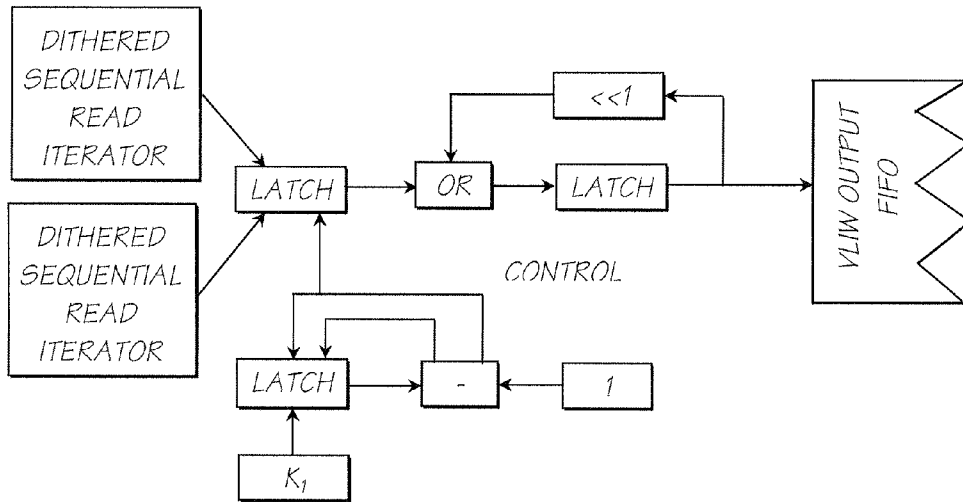 DITHERED
SEQUENTIAL
READ
ITERATOR
<<1
LATCH
OR
LATCH
VLIW OUTPUT
FIFO
DITHERED
SEQUENTIAL
READ
ITERATOR
CONTROL
LATCH
-
1
K₁